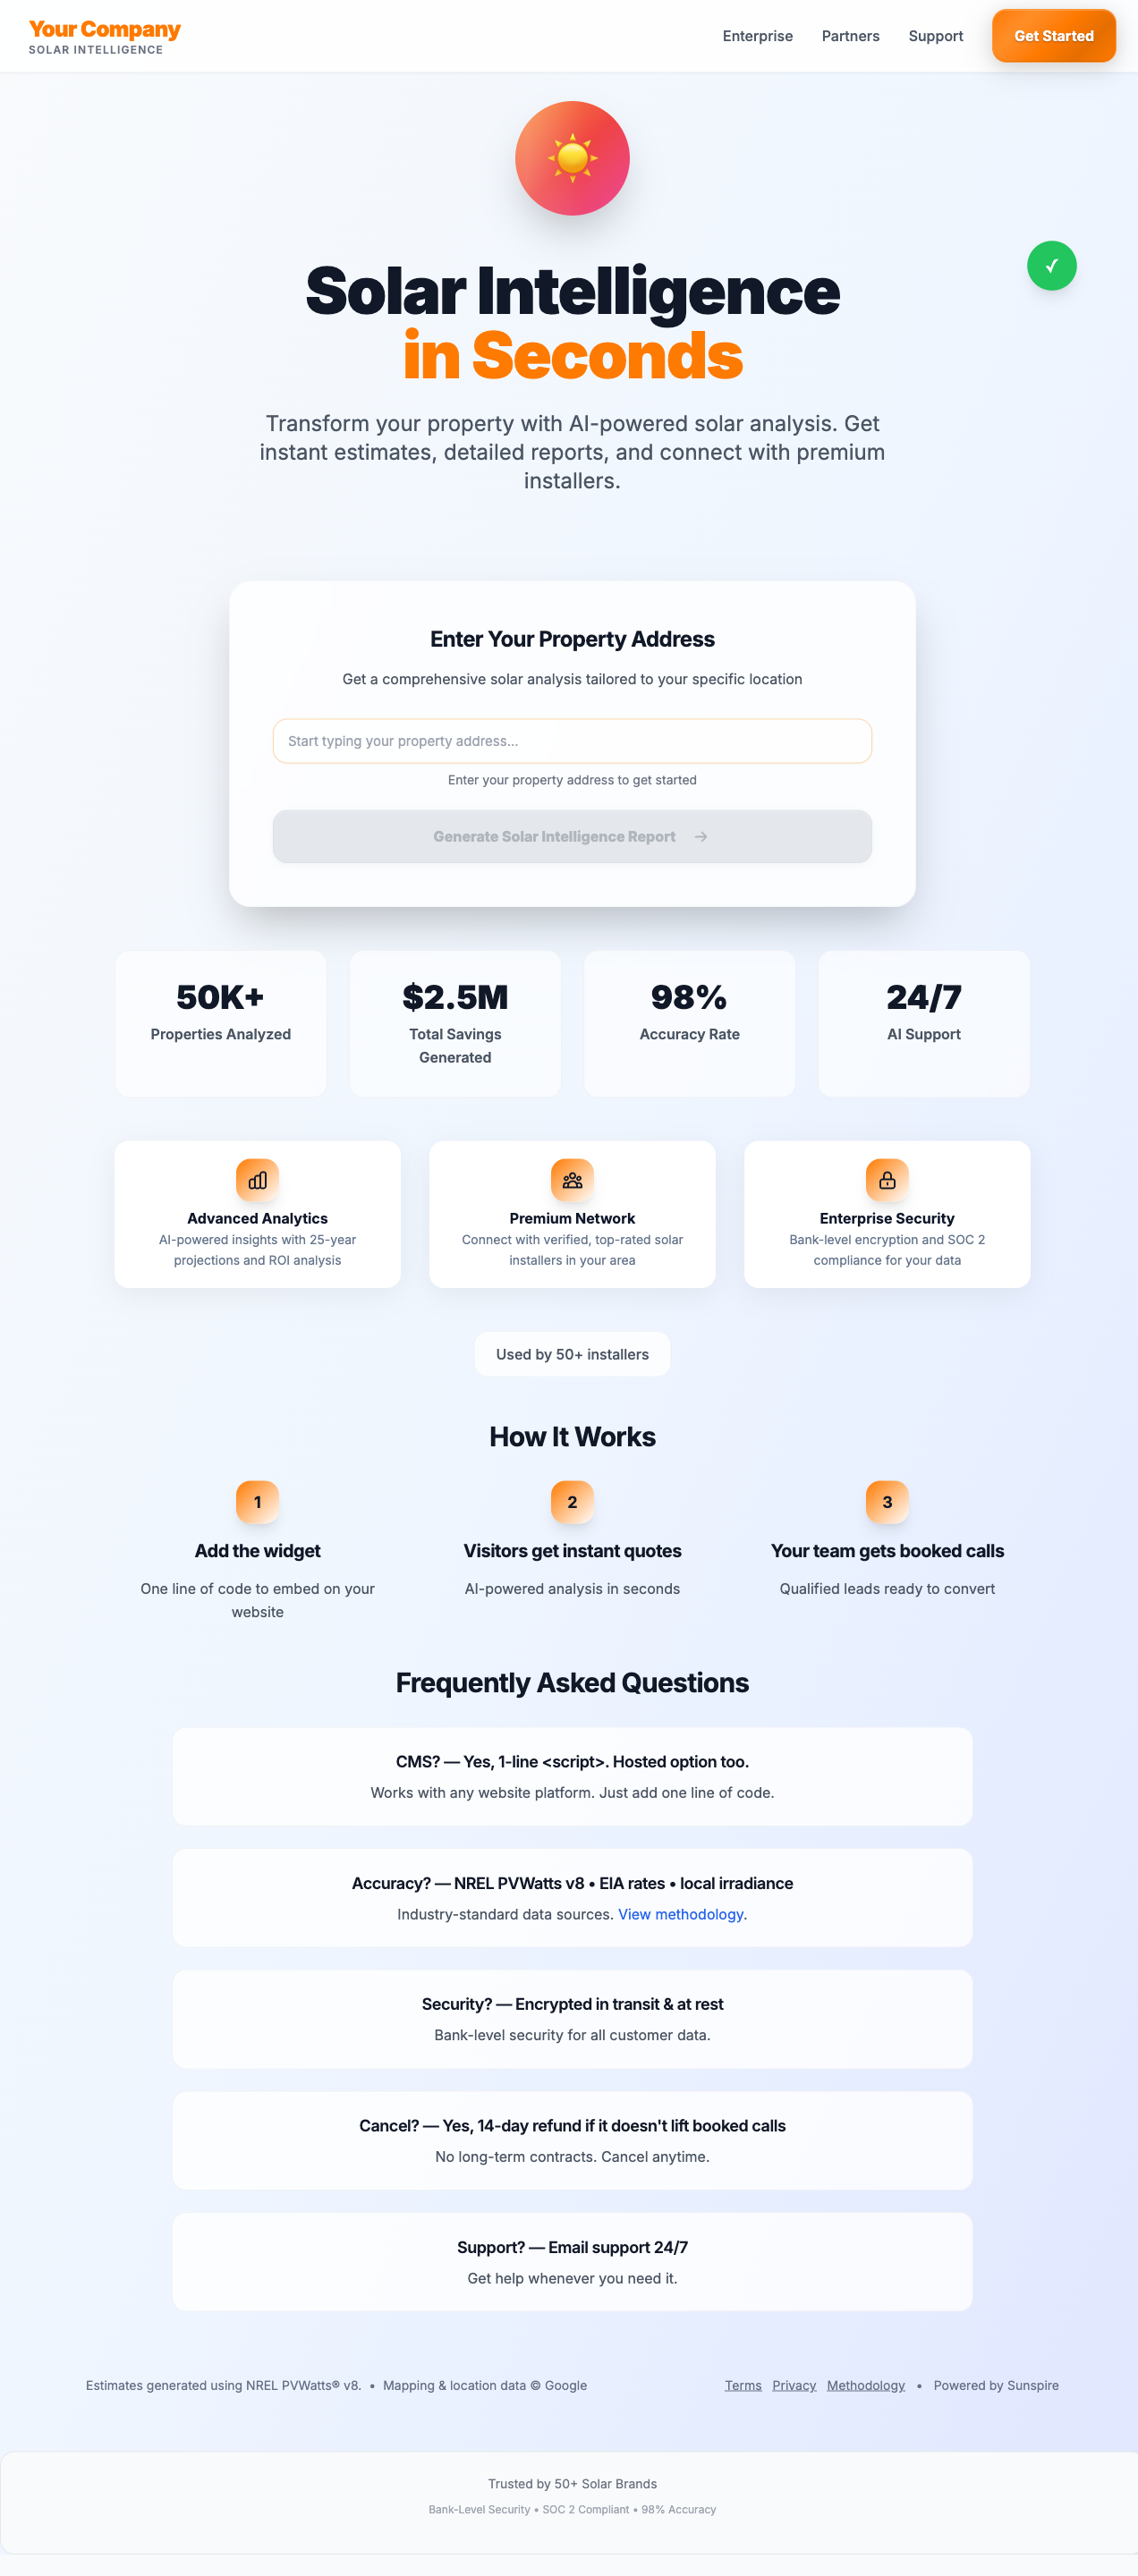 Your Company
SOLAR INTELLIGENCE
Enterprise
Partners
Support
Get Started
Solar Intelligence
in Seconds
Transform your property with AI-powered solar analysis. Get
instant estimates, detailed reports, and connect with premium
installers.
Enter Your Property Address
Get a comprehensive solar analysis tailored to your specific location
Start typing your property address...
Enter your property address to get started
Generate Solar Intelligence Report →
50K+
Properties Analyzed
$2.5M
Total Savings
Generated
98%
Accuracy Rate
24/7
AI Support
Advanced Analytics
AI-powered insights with 25-year
projections and ROI analysis
Premium Network
Connect with verified, top-rated solar
installers in your area
Enterprise Security
Bank-level encryption and SOC 2
compliance for your data
Used by 50+ installers
How It Works
1
Add the widget
One line of code to embed on your
website
2
Visitors get instant quotes
AI-powered analysis in seconds
3
Your team gets booked calls
Qualified leads ready to convert
Frequently Asked Questions
CMS? — Yes, 1-line <script>. Hosted option too.
Works with any website platform. Just add one line of code.
Accuracy? — NREL PVWatts v8 • EIA rates • local irradiance
Industry-standard data sources. View methodology.
Security? — Encrypted in transit & at rest
Bank-level security for all customer data.
Cancel? — Yes, 14-day refund if it doesn't lift booked calls
No long-term contracts. Cancel anytime.
Support? — Email support 24/7
Get help whenever you need it.
Estimates generated using NREL PVWatts® v8. • Mapping & location data © Google
Terms Privacy Methodology • Powered by Sunspire
Trusted by 50+ Solar Brands
Bank-Level Security • SOC 2 Compliant • 98% Accuracy